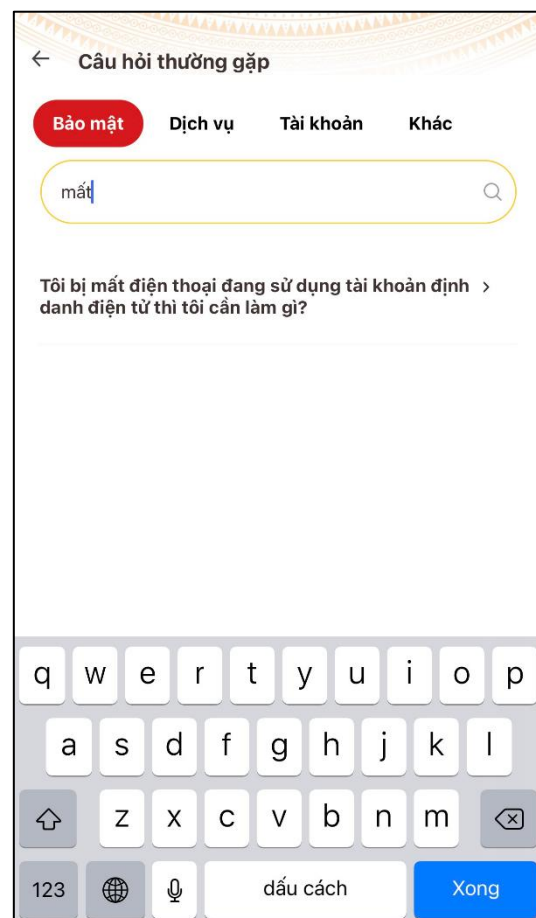 Câu hỏi thường gặp
Bảo mật Dịch vụ Tài khoản Khác
mất
Tôi bị mất điện thoại đang sử dụng tài khoản định
danh điện tử thì tôi cần làm gì?
q w e r t y u i o p
a s d f g h j k l
z x c v b n m
123 dấu cách Xong